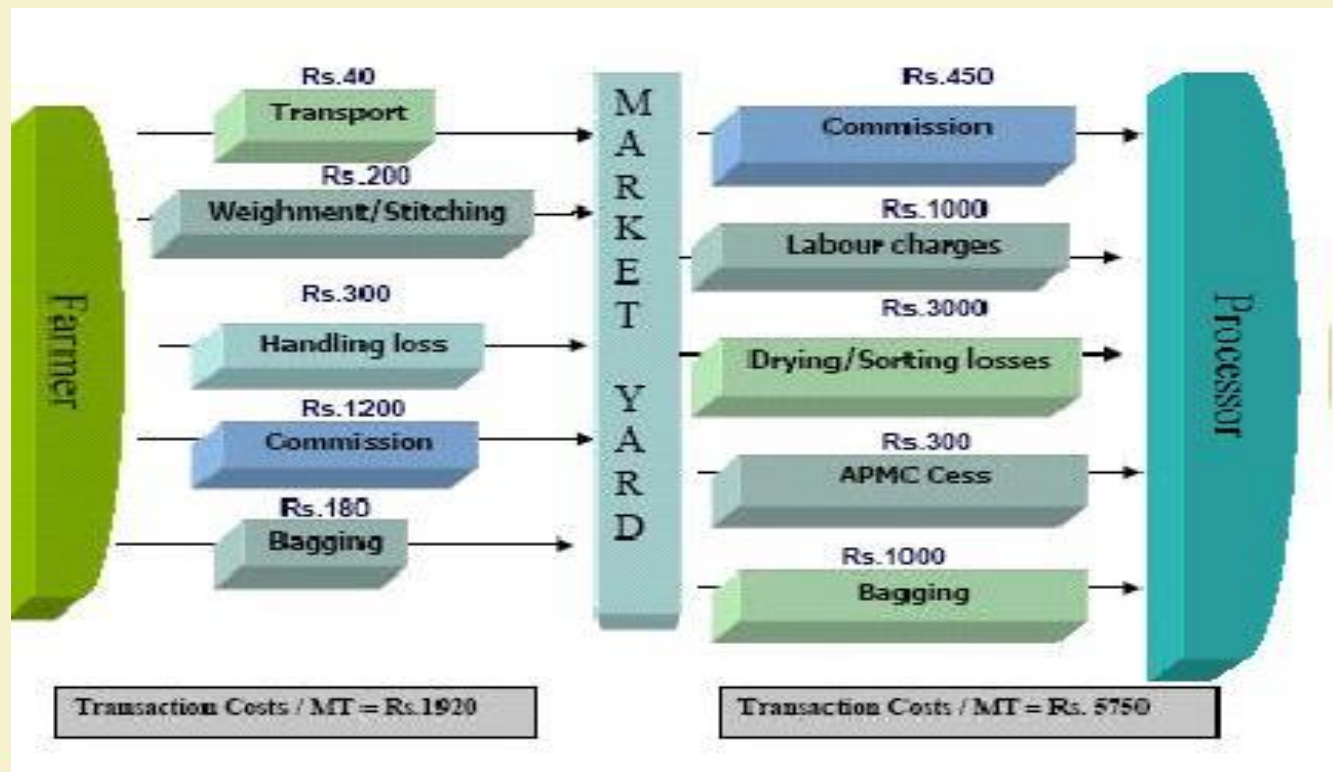 Farmer
Rs.40
Transport
Rs.200
Weighment/Stitching
Rs.300
Handling loss
Rs.1200
Commission
Rs.180
Bagging
Transaction Costs / MT = Rs.1920
MARKET YARD
Rs.450
Commission
Rs.1000
Labour charges
Rs.3000
Drying/Sorting losses
Rs.300
APMC Cess
Rs.1000
Bagging
Transaction Costs / MT = Rs. 5750
Processor